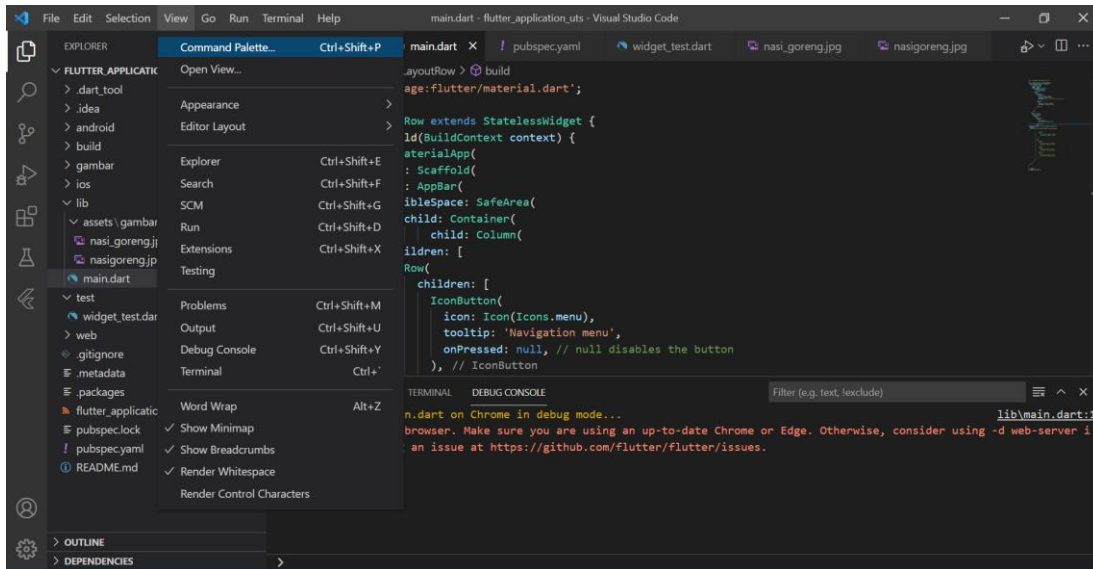 File Edit Selection View Go Run Terminal Help
main.dart - flutter_application_uts - Visual Studio Code
EXPLORER
FLUTTER_APPLICATIC
.dart_tool
.idea
android
build
gambar
ios
lib
assets \ gambar
nasi_goreng.j
nasigoreng.jp
main.dart
test
widget_test.dar
web
.gitignore
.metadata
.packages
flutter_applicatic
pubspec.lock
pubspec.yaml
README.md
OUTLINE
DEPENDENCIES
Command Palette... Ctrl+Shift+P
Open View...
Appearance
Editor Layout
Explorer Ctrl+Shift+E
Search Ctrl+Shift+F
SCM Ctrl+Shift+G
Run Ctrl+Shift+D
Extensions Ctrl+Shift+X
Testing
Problems Ctrl+Shift+M
Output Ctrl+Shift+U
Debug Console Ctrl+Shift+Y
Terminal Ctrl+`
Word Wrap Alt+Z
Show Minimap
Show Breadcrumbs
Render Whitespace
Render Control Characters
main.dart pubspec.yaml widget_test.dart nasi_goreng.jpg nasigoreng.jpg
LayoutRow > build
age:flutter/material.dart';
Row extends StatelessWidget {
ld(BuildContext context) {
aterialApp(
: Scaffold(
: AppBar(
ibleSpace: SafeArea(
child: Container(
child: Column(
ildren: [
Row(
children: [
IconButton(
icon: Icon(Icons.menu),
tooltip: 'Navigation menu',
onPressed: null, // null disables the button
), // IconButton
TERMINAL DEBUG CONSOLE
Filter (e.g. text, !exclude)
n.dart on Chrome in debug mode...
lib\main.dart:1
browser. Make sure you are using an up-to-date Chrome or Edge. Otherwise, consider using -d web-server i
an issue at https://github.com/flutter/flutter/issues.